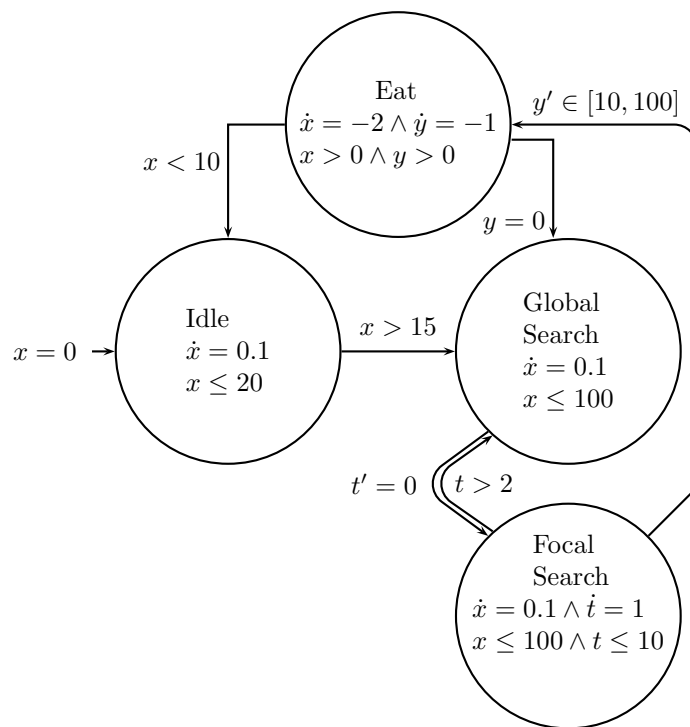 Eat
ẋ = −2 ∧ ẏ = −1
x > 0 ∧ y > 0
y′ ∈ [10, 100]
x < 10
y = 0
x = 0
Idle
ẋ = 0.1
x ≤ 20
x > 15
Global
Search
ẋ = 0.1
x ≤ 100
t′ = 0
t > 2
Focal
Search
ẋ = 0.1 ∧ ṫ = 1
x ≤ 100 ∧ t ≤ 10